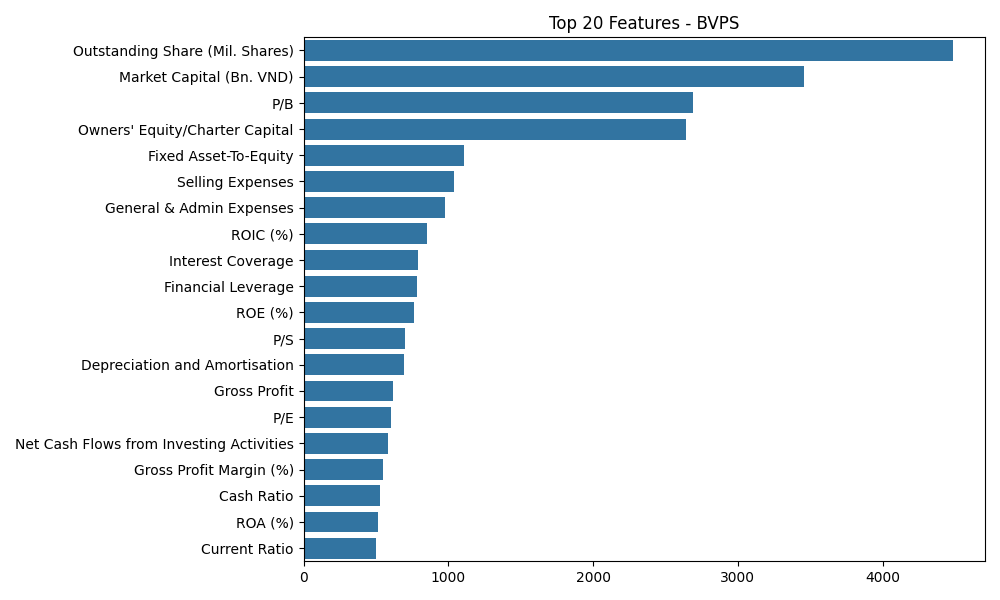 Top 20 Features - BVPS
Outstanding Share (Mil. Shares)
Market Capital (Bn. VND)
P/B
Owners' Equity/Charter Capital
Fixed Asset-To-Equity
Selling Expenses
General & Admin Expenses
ROIC (%)
Interest Coverage
Financial Leverage
ROE (%)
P/S
Depreciation and Amortisation
Gross Profit
P/E
Net Cash Flows from Investing Activities
Gross Profit Margin (%)
Cash Ratio
ROA (%)
Current Ratio
0 1000 2000 3000 4000